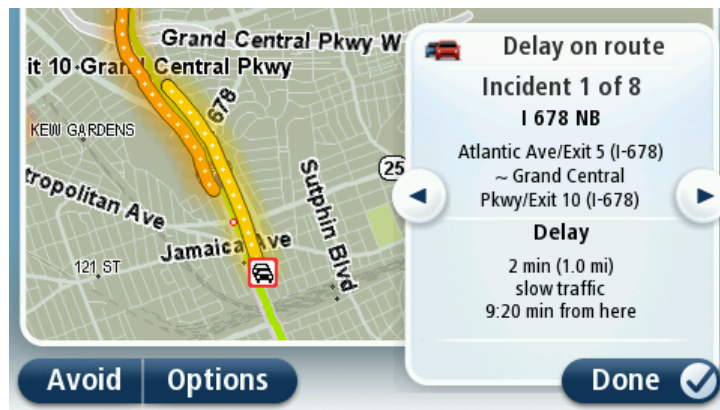 Grand Central Pkwy W
it 10-Grand Central Pkwy
678
KEW GARDENS
tropolitan Ave
25
Sutphin Blvd
Jamaica Ave
121 ST
Delay on route
Incident 1 of 8
I 678 NB
Atlantic Ave/Exit 5 (I-678)
~ Grand Central
Pkwy/Exit 10 (I-678)
Delay
2 min (1.0 mi)
slow traffic
9:20 min from here
Avoid
Options
Done